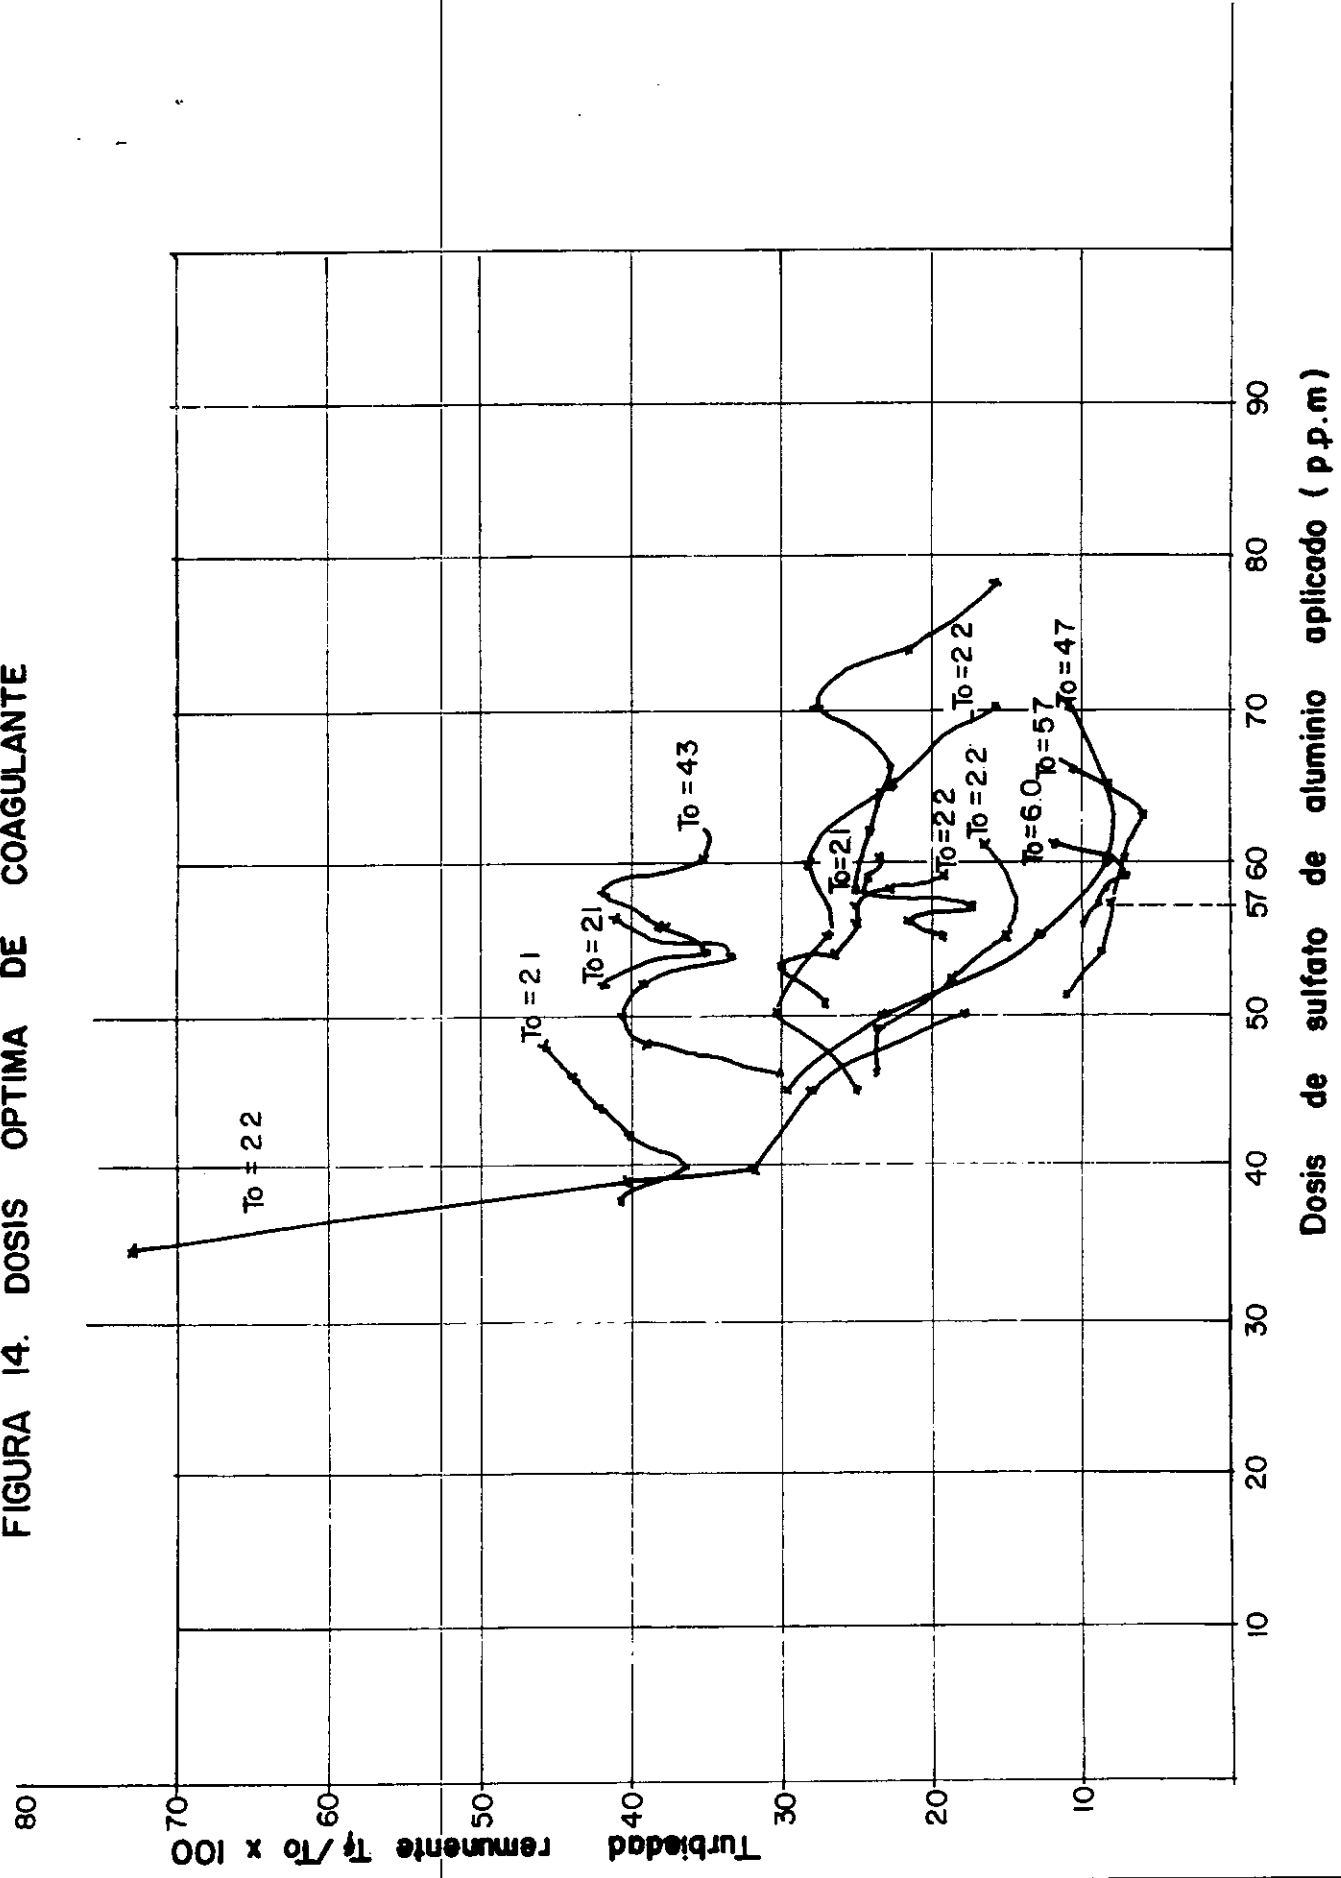 FIGURA 14. DOSIS OPTIMA DE COAGULANTE
Turbiedad
remunente Tf/To x 100
80
70
60
50
40
30
20
10
To = 22
To = 21
To = 21
To = 43
To = 21
To = 22
To = 2.2
To = 22
To = 6.0
To = 57
To = 47
10
20
30
40
50
57
60
70
80
90
Dosis de sulfato de aluminio aplicado ( p.p.m)